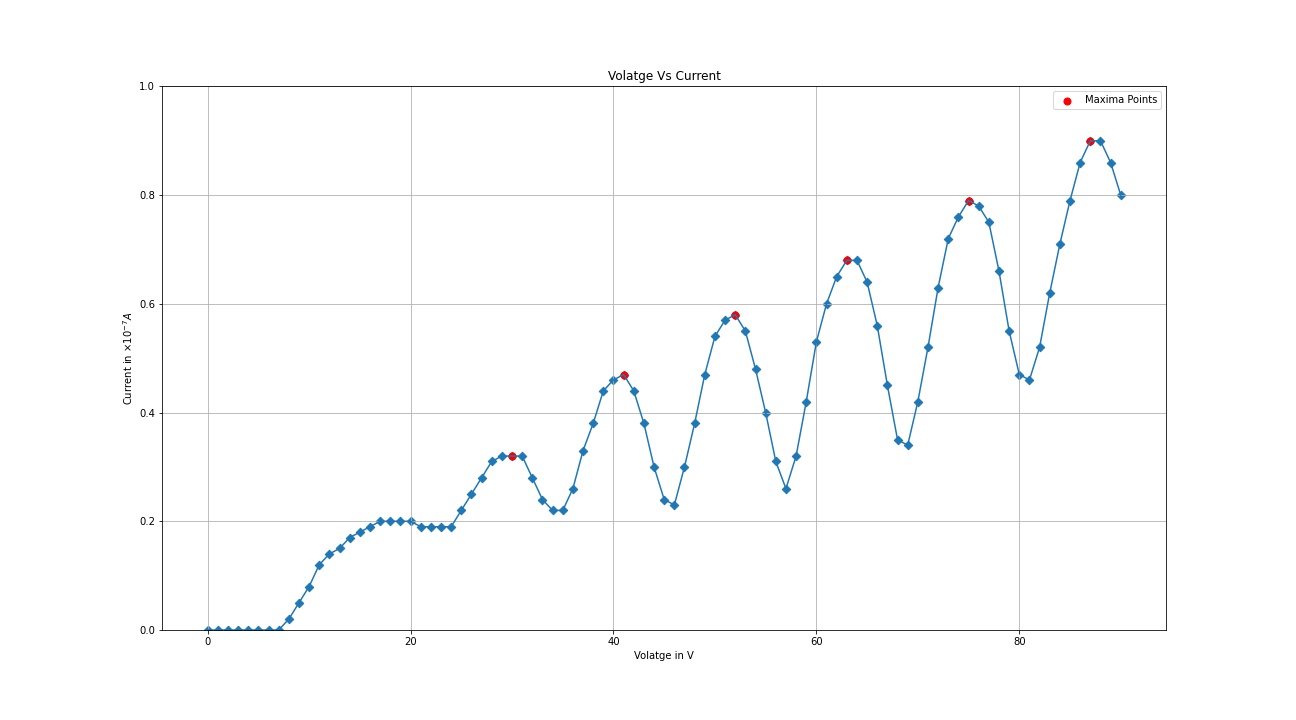 Volatge Vs Current
Maxima Points
1.0
0.8
0.6
0.4
0.2
0.0
Current in ×10⁻⁷A
0 20 40 60 80
Volatge in V